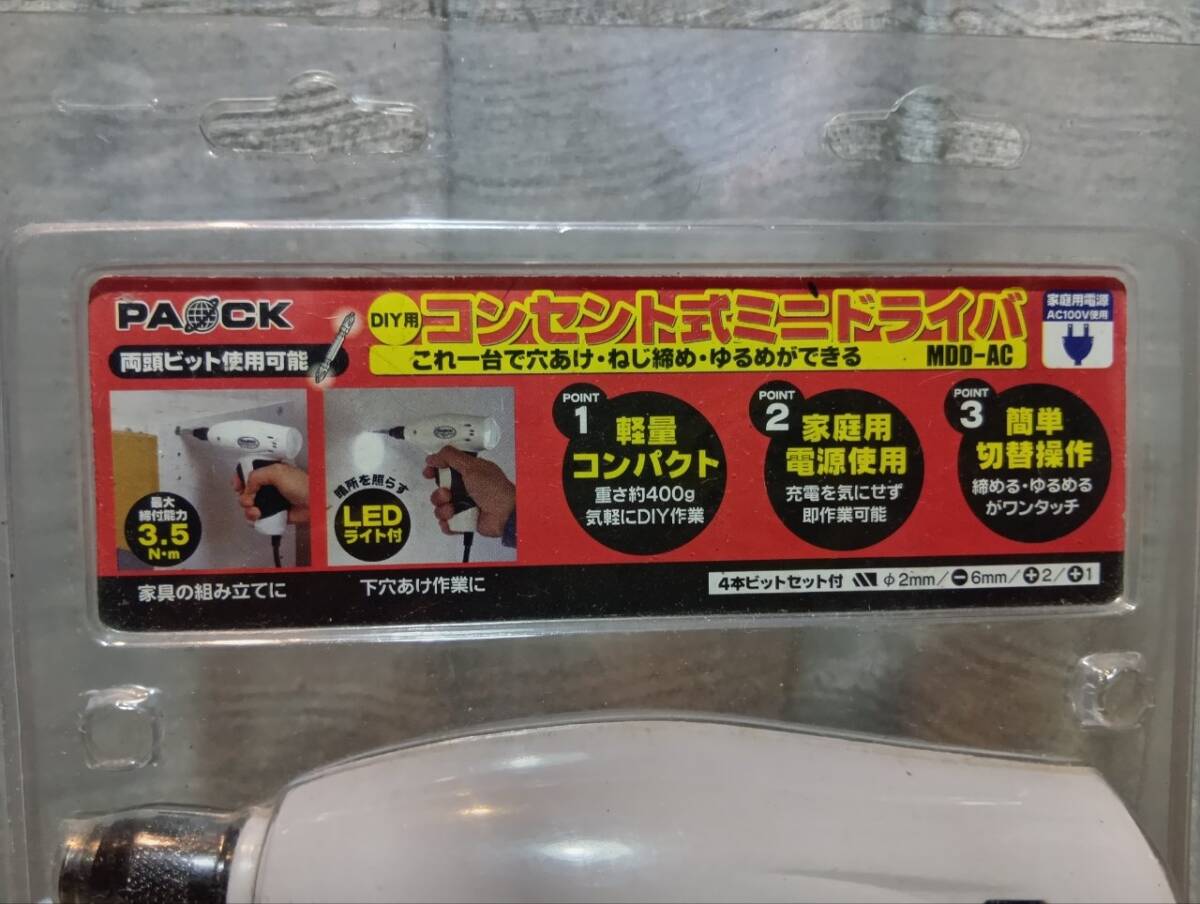 PAOCK
DIY用
コンセント式ミニドライバ
家庭用電源
AC100V使用
両頭ビット使用可能
これ一台で穴あけ・ねじ締め・ゆるめができる
MDD-AC
最大
締付能力
3.5
N・m
家具の組み立てに
暗所を照らす
LED
ライト付
下穴あけ作業に
POINT
1
軽量
コンパクト
重さ約400g
気軽にDIY作業
POINT
2
家庭用
電源使用
充電を気にせず
即作業可能
POINT
3
簡単
切替操作
締める・ゆるめる
がワンタッチ
4本ビットセット付 φ2mm/⊖6mm/⊕2/⊕1